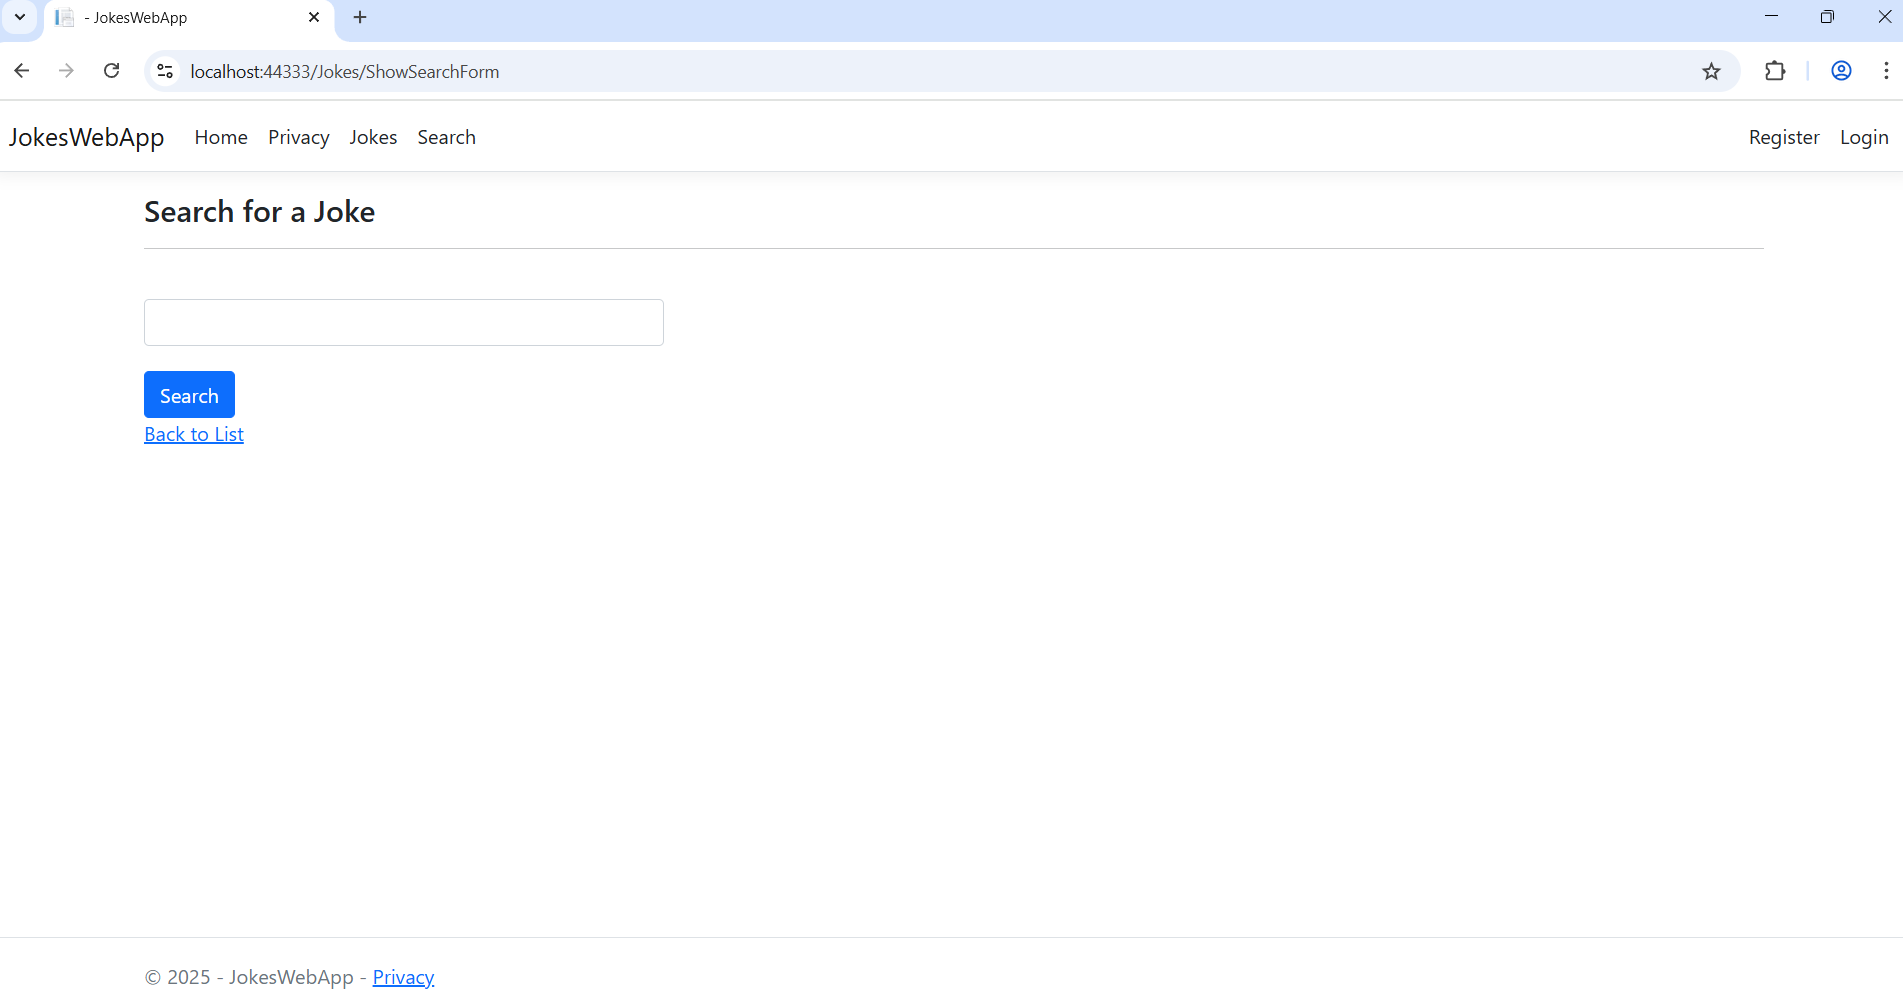 - JokesWebApp
localhost:44333/Jokes/ShowSearchForm
JokesWebApp Home Privacy Jokes Search Register Login
Search for a Joke
Search
Back to List
© 2025 - JokesWebApp - Privacy